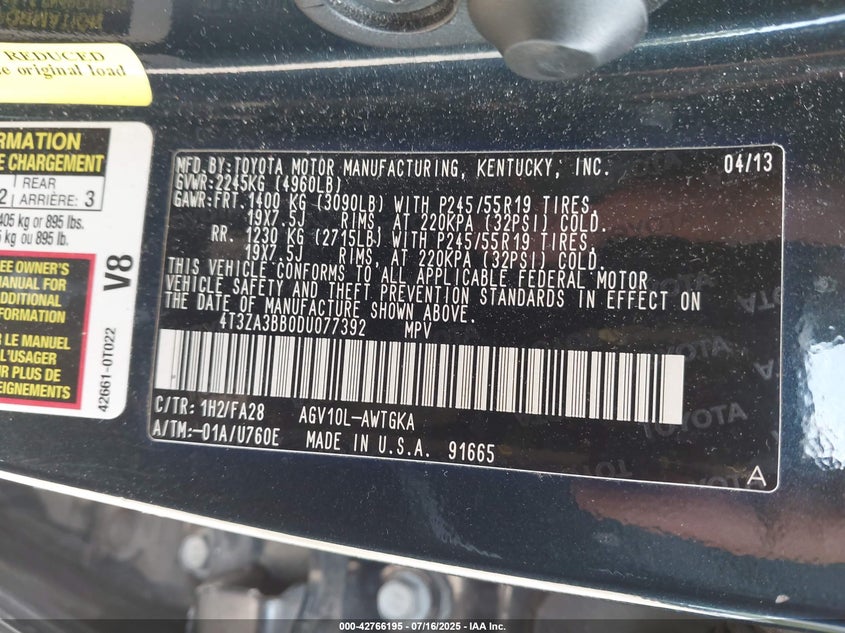 REDUCED
e original load
RMATION
E CHARGEMENT
1 REAR
2 ARRIÈRE: 3
405 kg or 895 lbs.
5 kg ou 895 lb.
EE OWNER'S
MANUAL FOR
ADDITIONAL
NFORMATION
R LE MANUEL
L'USAGER
R PLUS DE
EIGNEMENTS
V8
42661-0T022
MFD.BY:TOYOTA MOTOR MANUFACTURING, KENTUCKY, INC. 04/13
GVWR:2245KG (4960LB)
GAWR:FRT.1400 KG (3090LB) WITH P245/55R19 TIRES,
19X7.5J RIMS, AT 220KPA (32PSI) COLD.
RR. 1230 KG (2715LB) WITH P245/55R19 TIRES,
19X7.5J RIMS, AT 220KPA (32PSI) COLD.
THIS VEHICLE CONFORMS TO ALL APPLICABLE FEDERAL MOTOR
VEHICLE SAFETY AND THEFT PREVENTION STANDARDS IN EFFECT ON
THE DATE OF MANUFACTURE SHOWN ABOVE.
4T3ZA3BB0DU077392 MPV
C/TR: 1H2/FA28 AGV10L-AWTGKA
A/TM:-01A/U760E MADE IN U.S.A. 91665
A
TOYOTA
000-42766195 - 07/16/2025 - IAA Inc.